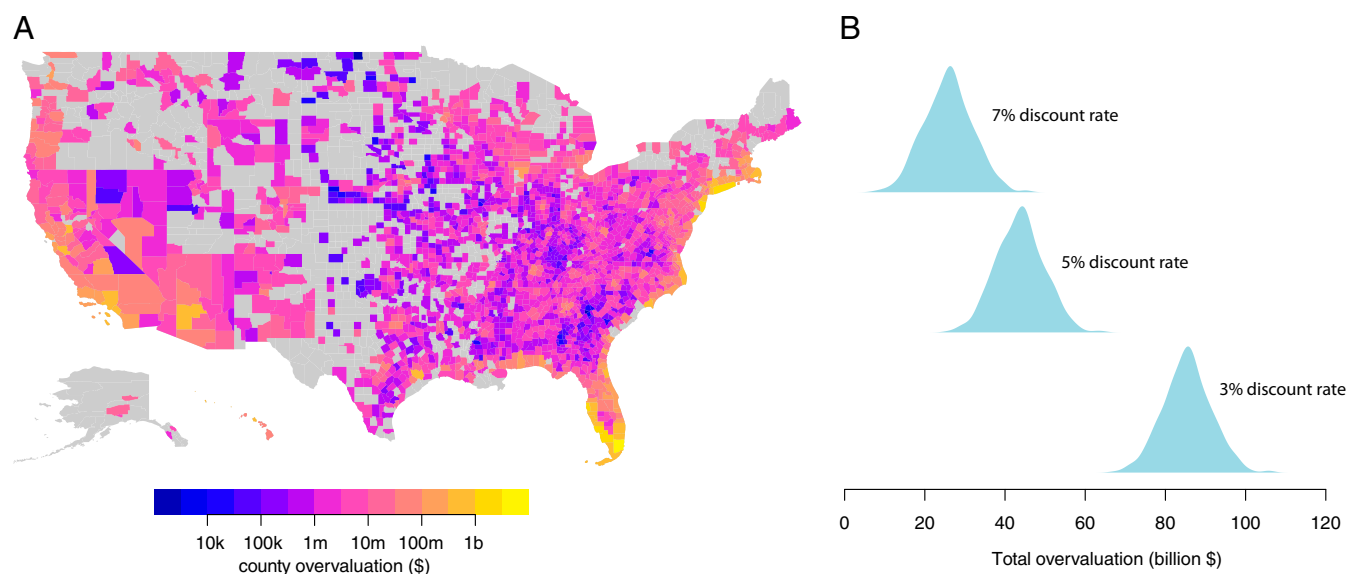 A
B
7% discount rate
5% discount rate
3% discount rate
10k 100k 1m 10m 100m 1b
county overvaluation ($)
0 20 40 60 80 100 120
Total overvaluation (billion $)